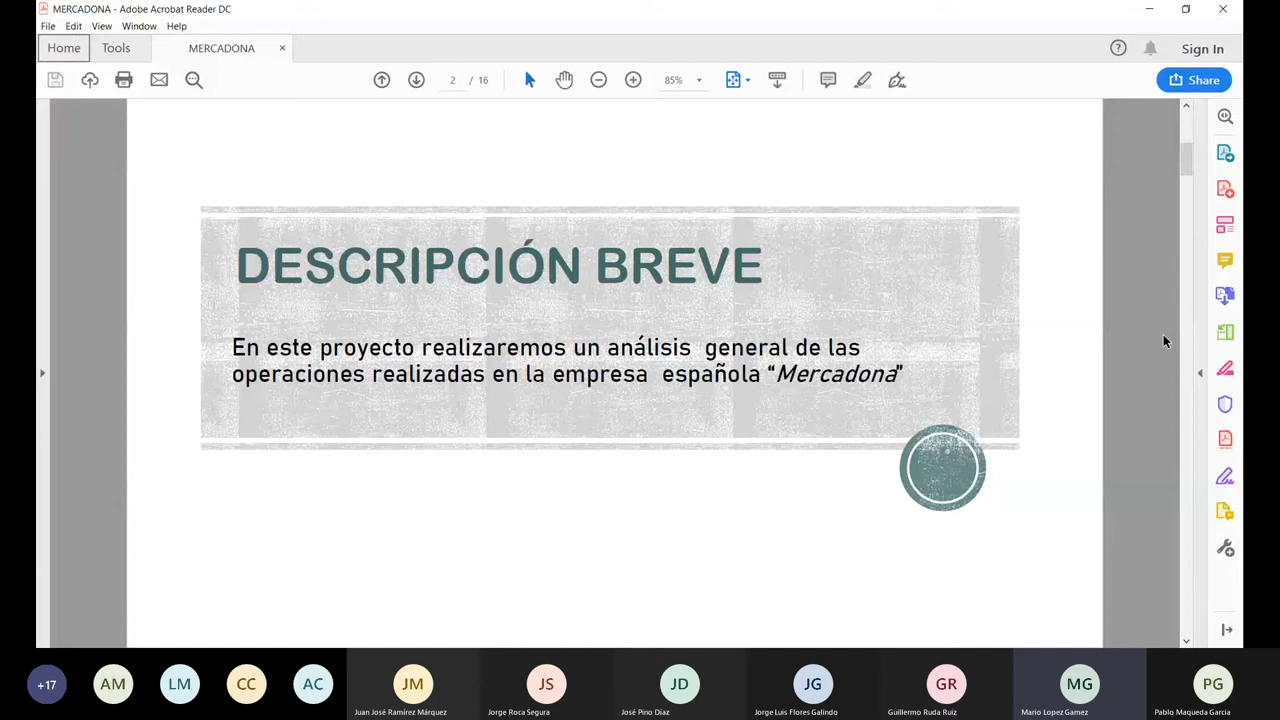 MERCADONA - Adobe Acrobat Reader DC
File Edit View Window Help
Home Tools MERCADONA × Sign In
2 / 16 85% Share
DESCRIPCIÓN BREVE
En este proyecto realizaremos un análisis general de las
operaciones realizadas en la empresa española “Mercadona”
+17 AM LM CC AC JM JS JD JG GR MG PG
Juan José Ramírez Márquez Jorge Roca Segura José Pino Díaz Jorge Luis Flores Galindo Guillermo Ruda Ruiz Mario Lopez Gamez Pablo Maqueda García